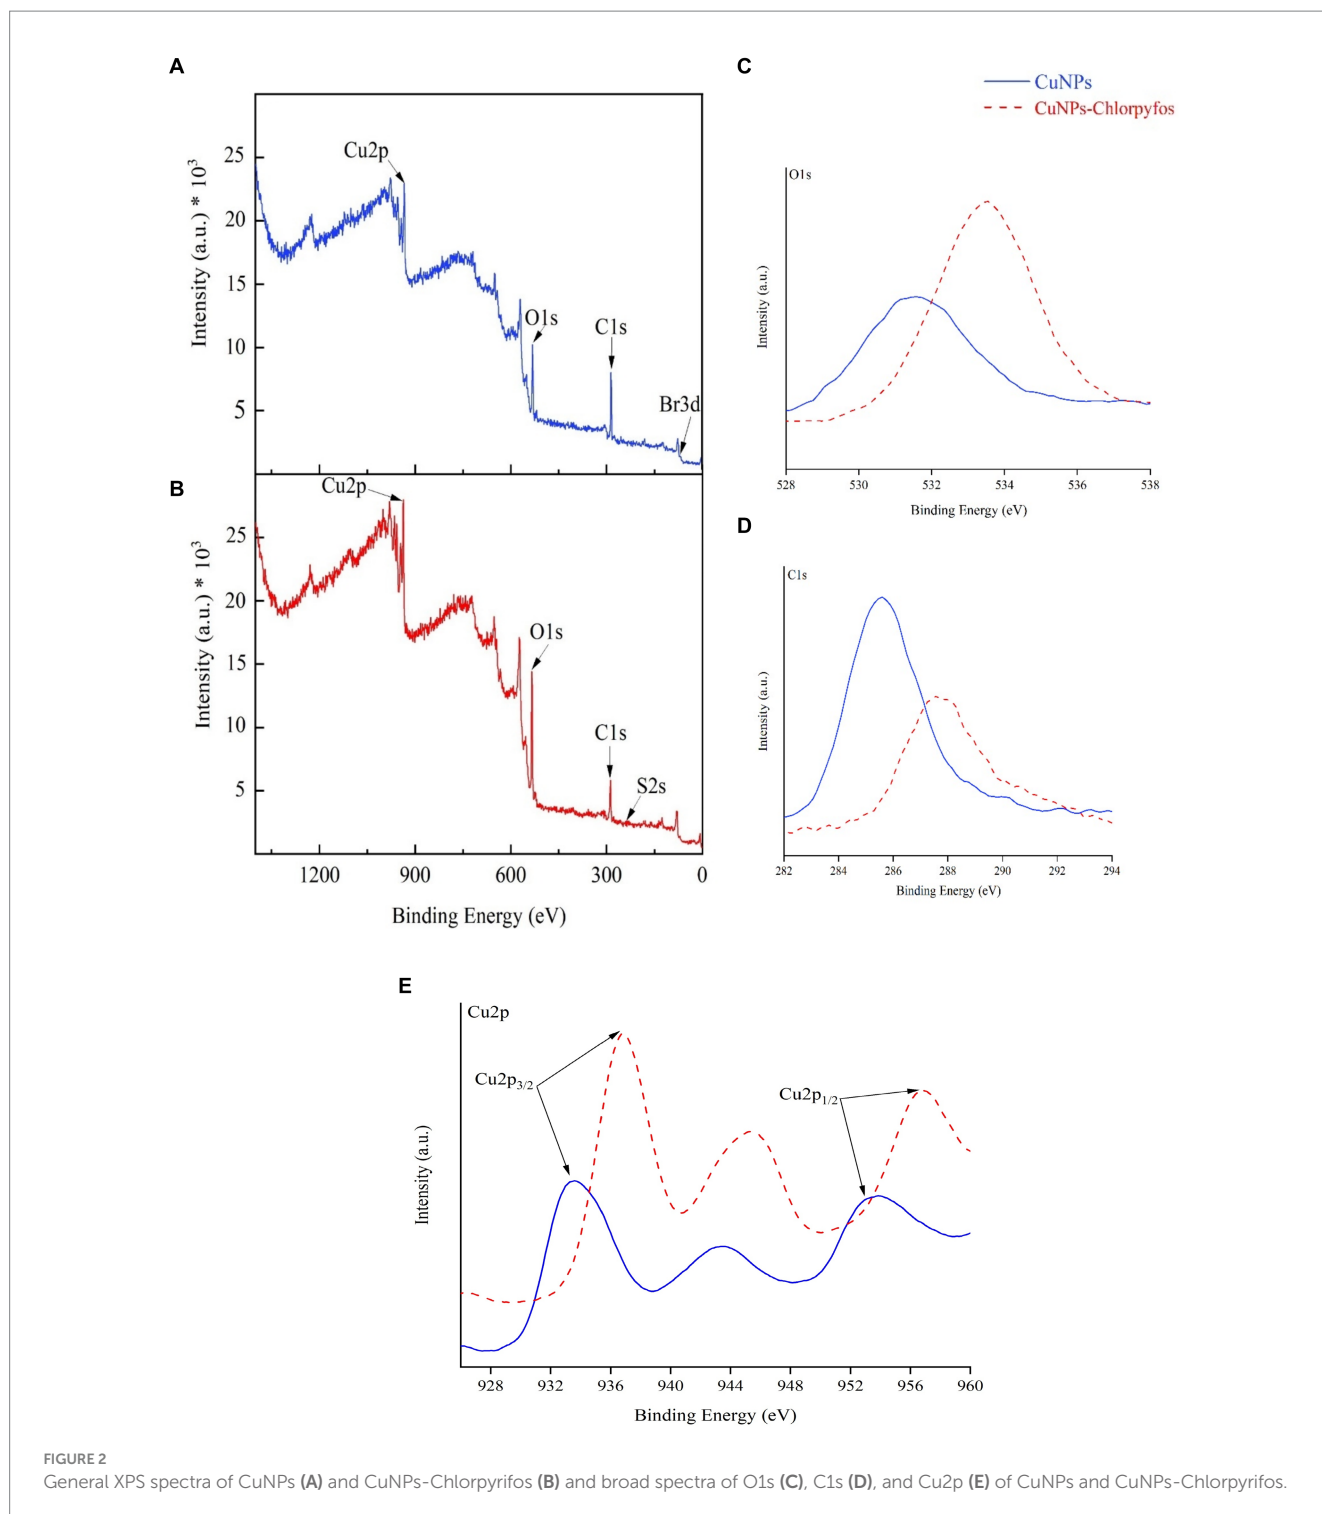 A
Intensity (a.u.) * 10³
25
20
15
10
5
Cu2p
O1s
C1s
Br3d
B
Intensity (a.u.) * 10³
25
20
15
10
5
Cu2p
O1s
C1s
S2s
1200 900 600 300 0
Binding Energy (eV)
C
CuNPs
CuNPs-Chlorpyfos
O1s
Intensity (a.u.)
528 530 532 534 536 538
Binding Energy (eV)
D
C1s
Intensity (a.u.)
282 284 286 288 290 292 294
Binding Energy (eV)
E
Cu2p
Cu2p3/2
Cu2p1/2
Intensity (a.u.)
928 932 936 940 944 948 952 956 960
Binding Energy (eV)
FIGURE 2
General XPS spectra of CuNPs (A) and CuNPs-Chlorpyrifos (B) and broad spectra of O1s (C), C1s (D), and Cu2p (E) of CuNPs and CuNPs-Chlorpyrifos.